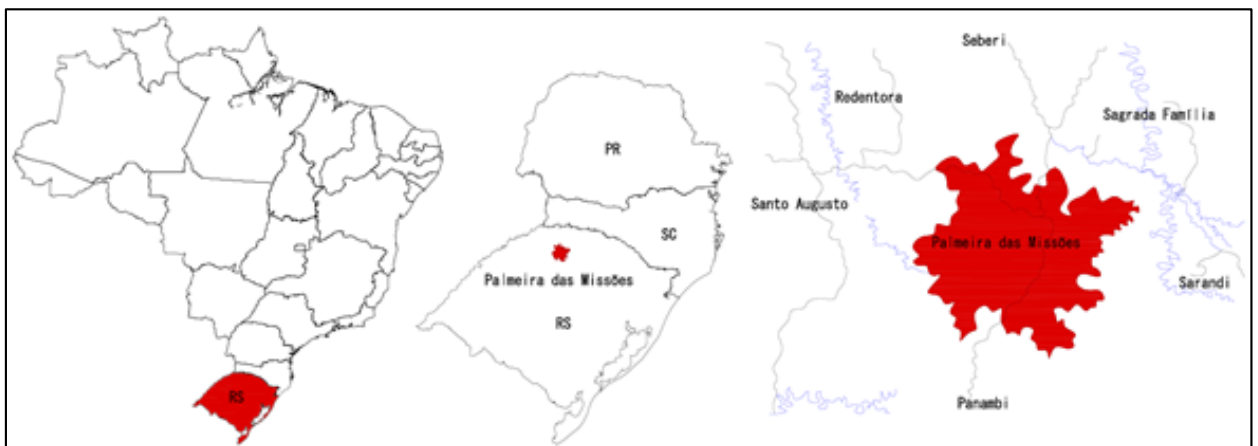 RS
PR
SC
Palmeira das Missões
RS
Seberi
Redentora
Sagrada Família
Santo Augusto
Palmeira das Missões
Sarandi
Panambi